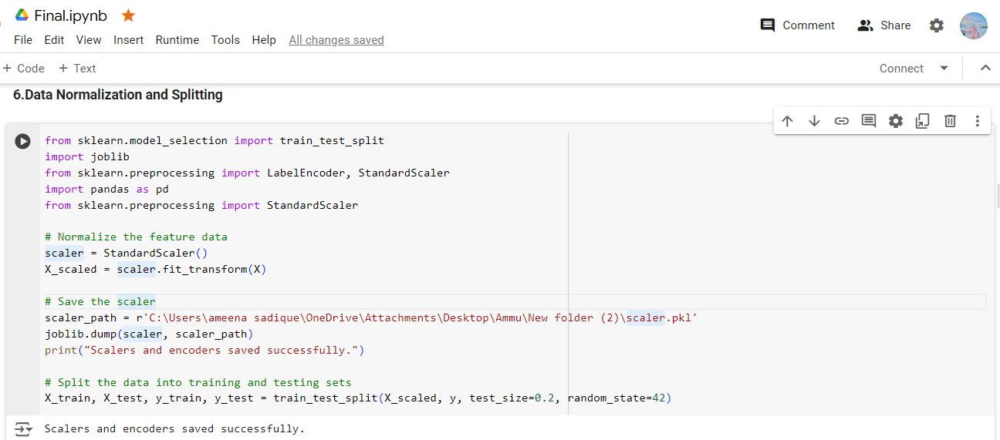 Final.ipynb
File Edit View Insert Runtime Tools Help All changes saved
Comment Share
+ Code + Text
Connect
6.Data Normalization and Splitting
from sklearn.model_selection import train_test_split
import joblib
from sklearn.preprocessing import LabelEncoder, StandardScaler
import pandas as pd
from sklearn.preprocessing import StandardScaler
# Normalize the feature data
scaler = StandardScaler()
X_scaled = scaler.fit_transform(X)
# Save the scaler
scaler_path = r'C:\Users\ameena sadique\OneDrive\Attachments\Desktop\Ammu\New folder (2)\scaler.pkl'
joblib.dump(scaler, scaler_path)
print("Scalers and encoders saved successfully.")
# Split the data into training and testing sets
X_train, X_test, y_train, y_test = train_test_split(X_scaled, y, test_size=0.2, random_state=42)
Scalers and encoders saved successfully.